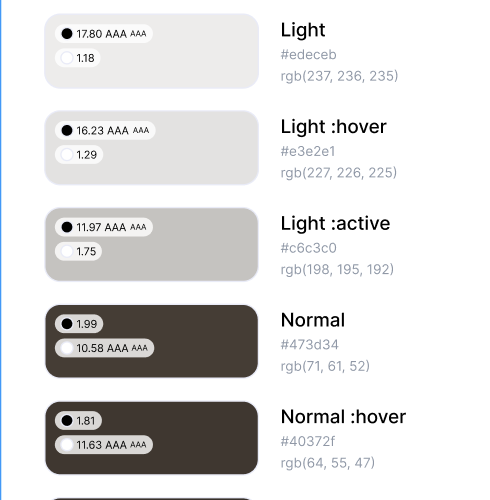 17.80 AAA AAA
1.18
Light
#edeceb
rgb(237, 236, 235)
16.23 AAA AAA
1.29
Light :hover
#e3e2e1
rgb(227, 226, 225)
11.97 AAA AAA
1.75
Light :active
#c6c3c0
rgb(198, 195, 192)
1.99
10.58 AAA AAA
Normal
#473d34
rgb(71, 61, 52)
1.81
11.63 AAA AAA
Normal :hover
#40372f
rgb(64, 55, 47)